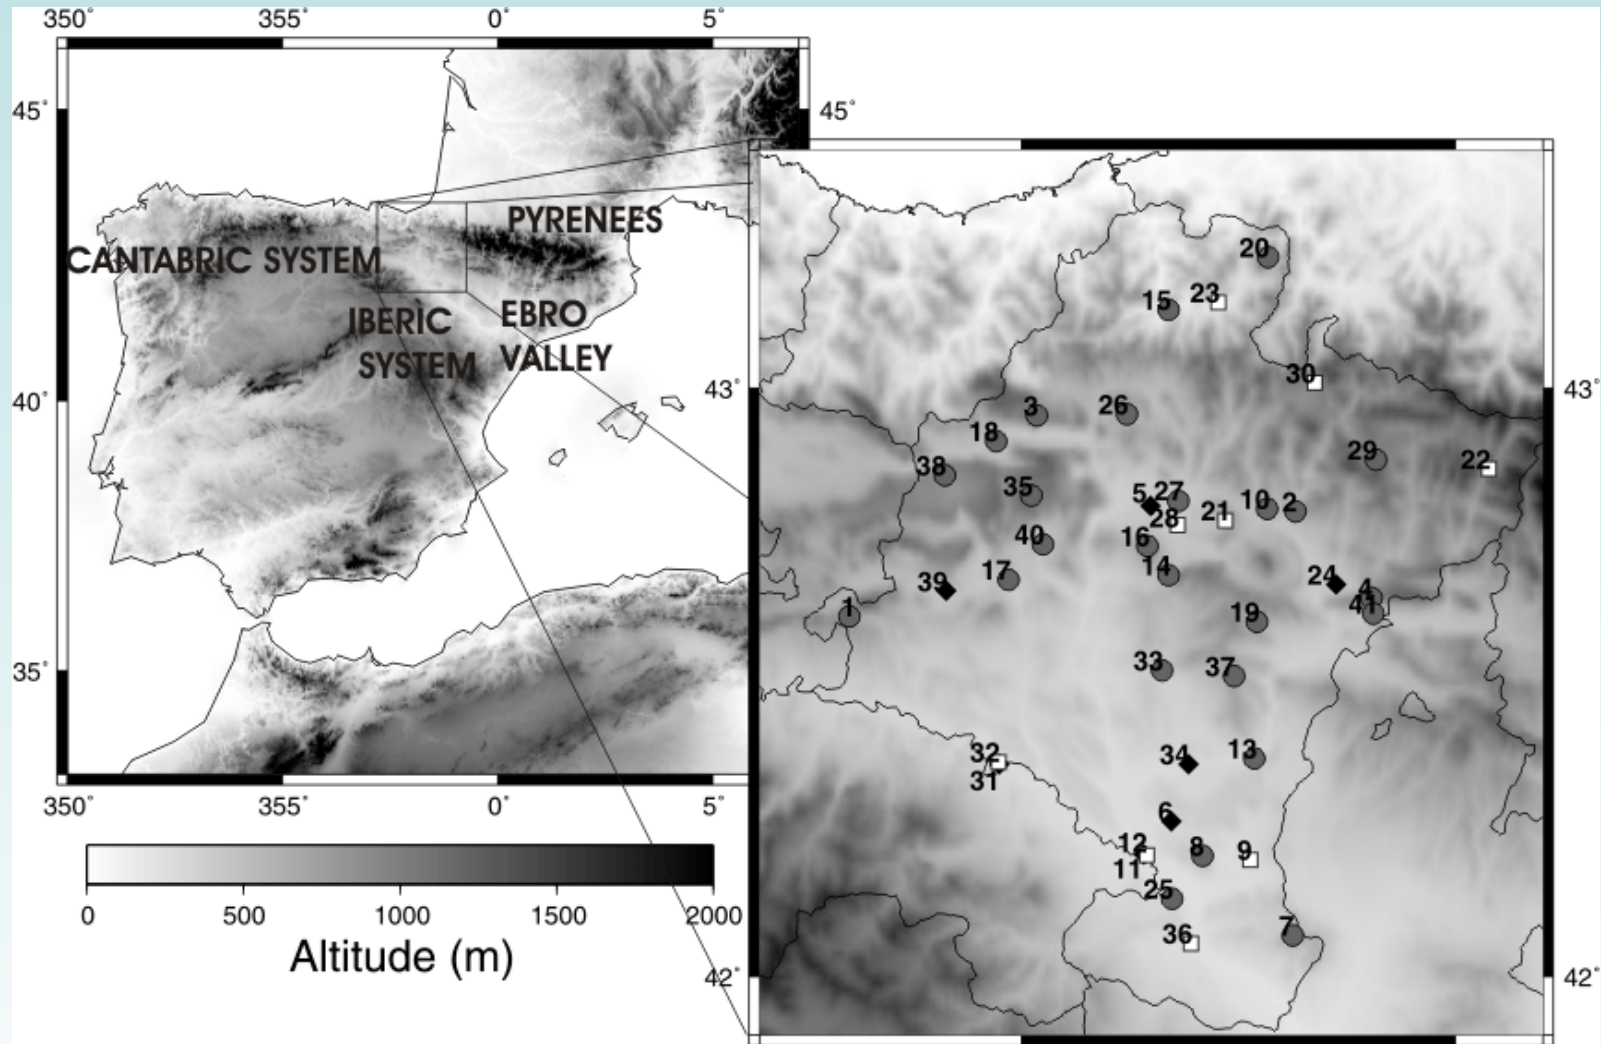 350° 355° 0° 5°
45° 45°
PYRENEES
CANTABRIC SYSTEM
IBERIC EBRO
SYSTEM VALLEY
40°
35°
350° 355° 0° 5°
0 500 1000 1500 2000
Altitude (m)
20
23
15
43° 43°
30
3 26
18
29 22
38
35
5 27 10 2
28 21
40 16
14
17
39 24 4
1 41
19
33 37
32 34 13
31
6
12 8 9
11
25
36 7
42° 42°